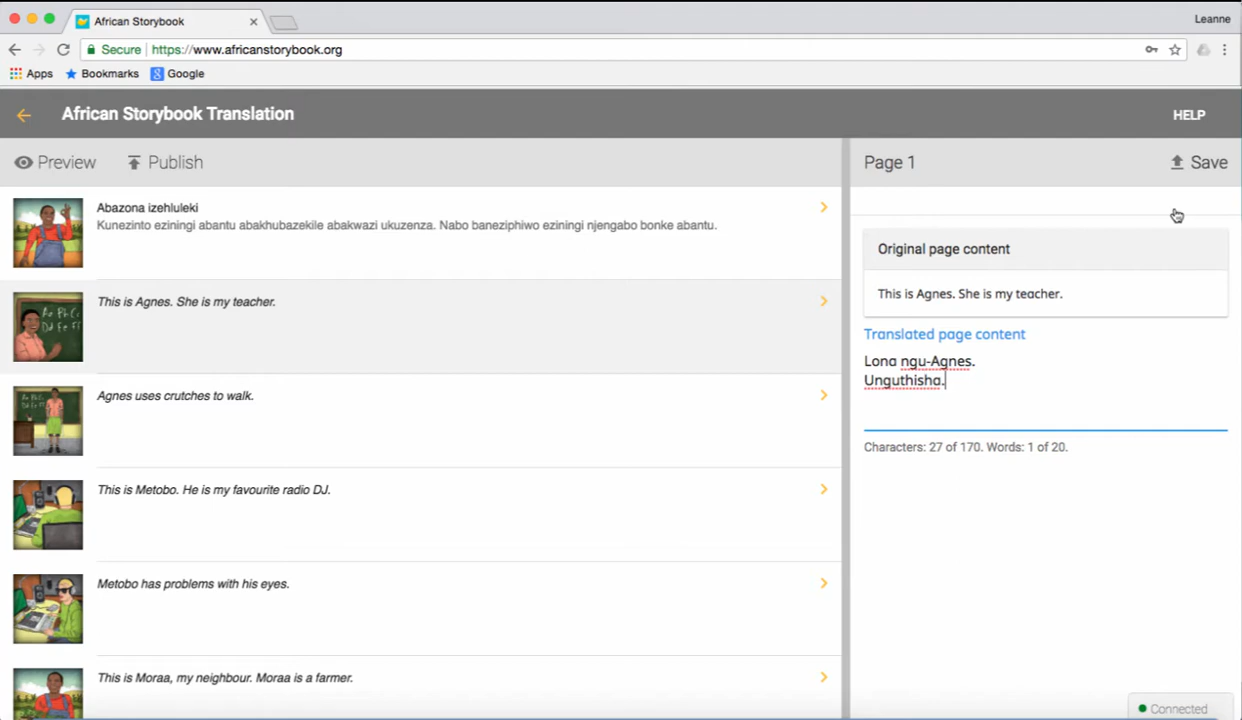 African Storybook
Leanne
Secure https://www.africanstorybook.org
Apps Bookmarks Google
African Storybook Translation
HELP
Preview Publish
Page 1
Save
Abazona izehluleki
Kunezinto eziningi abantu abakhubazekile abakwazi ukuzenza. Nabo baneziphiwo eziningi njengabo bonke abantu.
This is Agnes. She is my teacher.
Agnes uses crutches to walk.
This is Metobo. He is my favourite radio DJ.
Metobo has problems with his eyes.
This is Moraa, my neighbour. Moraa is a farmer.
Original page content
This is Agnes. She is my teacher.
Translated page content
Lona ngu-Agnes.
Unguthisha.
Characters: 27 of 170. Words: 1 of 20.
Connected